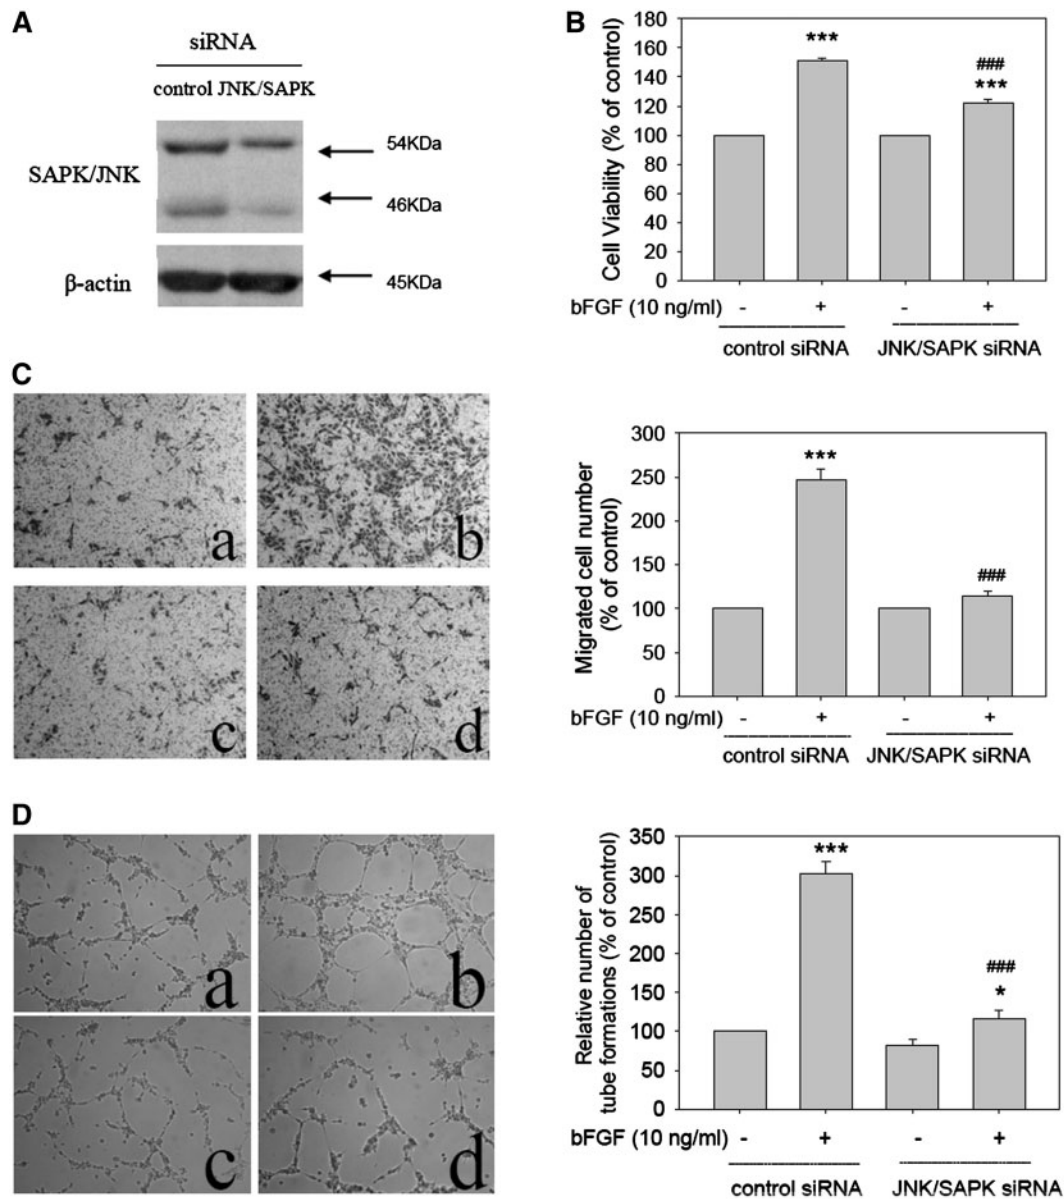 A
siRNA
control JNK/SAPK
SAPK/JNK
54KDa
46KDa
β-actin
45KDa
B
Cell Viability (% of control)
180
160
140
120
100
80
60
40
20
0
***
###
***
bFGF (10 ng/ml) - + - +
control siRNA JNK/SAPK siRNA
C
a
b
c
d
Migrated cell number
(% of control)
300
250
200
150
100
50
0
***
###
bFGF (10 ng/ml) - + - +
control siRNA JNK/SAPK siRNA
D
a
b
c
d
Relative number of
tube formations (% of control)
350
300
250
200
150
100
50
0
***
###
*
bFGF (10 ng/ml) - + - +
control siRNA JNK/SAPK siRNA